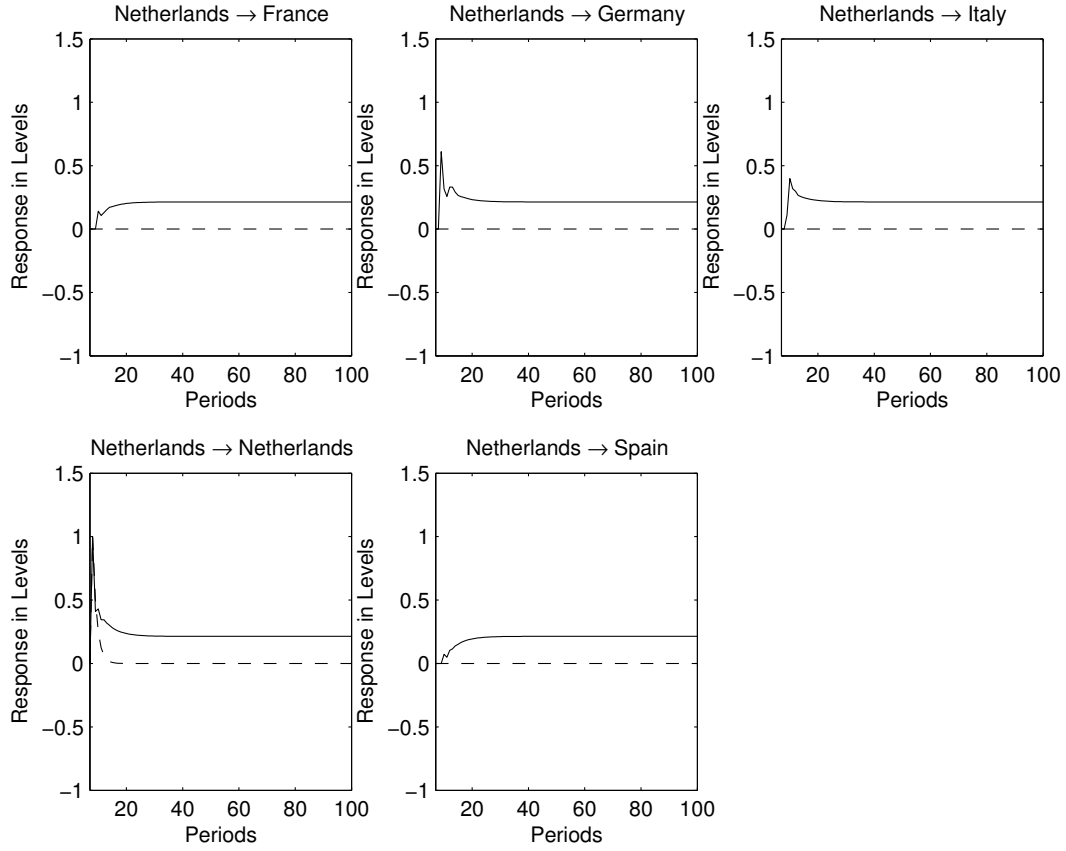 Netherlands → France
Response in Levels
1.5
1
0.5
0
−0.5
−1
20 40 60 80 100
Periods
Netherlands → Germany
Response in Levels
1.5
1
0.5
0
−0.5
−1
20 40 60 80 100
Periods
Netherlands → Italy
Response in Levels
1.5
1
0.5
0
−0.5
−1
20 40 60 80 100
Periods
Netherlands → Netherlands
Response in Levels
1.5
1
0.5
0
−0.5
−1
20 40 60 80 100
Periods
Netherlands → Spain
Response in Levels
1.5
1
0.5
0
−0.5
−1
20 40 60 80 100
Periods